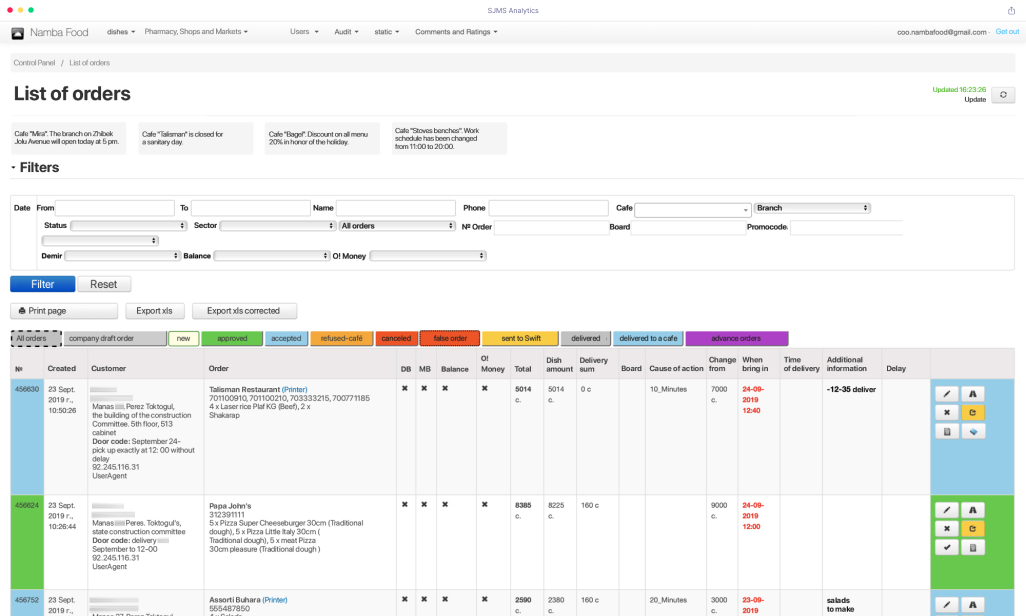 SJMS Analytics
Namba Food dishes Pharmacy, Shops and Markets Users Audit static Comments and Ratings coo.nambafood@gmail.com Get out
Control Panel / List of orders
List of orders
Updated 16:23:26
Update
Cafe "Mira". The branch on Zhibek
Jolu Avenue will open today at 5 pm.
Cafe "Talisman" is closed for
a sanitary day.
Cafe "Bagel". Discount on all menu
20% in honor of the holiday.
Cafe "Stoves benches". Work
schedule has been changed
from 11:00 to 20:00.
Filters
Date From To Name Phone Cafe Branch
Status Sector All orders Nº Order Board Promocode.
Demir Balance O! Money
Filter Reset
Print page Export xls Export xls corrected
All orders company draft order new approved accepted refused-café canceled false order sent to Swift delivered delivered to a cafe advance orders
Nº Created Customer Order DB MB Balance O! Money Total Dish amount Delivery sum Board Cause of action Change from When bring in Time of delivery Additional information Delay
456630
23 Sept.
2019 r.,
10:50:26
Manas Perez Toktogul,
the building of the construction
Committee. 5th floor, 513
cabinet
Door code: September 24-
pick up exactly at 12: 00 without
delay
92.245.116.31
UserAgent
Talisman Restaurant (Printer)
701100910, 701100210, 703333215, 700771185
4 x Laser rice Plaf KG (Beef), 2 x
Shakarap
5014
c.
5014
c.
0 c
10_Minutes
7000
c.
24-09-
2019
12:40
-12-35 deliver
456624
23 Sept.
2019 r.,
10:26:44
Manas Peres. Toktogul's,
state construction committee
Door code: delivery
September to 12-00
92.245.116.31
UserAgent
Papa John's
312391111
5 x Pizza Super Cheeseburger 30cm (Traditional
dough), 5 x Pizza Little Italy 30cm (
Traditional dough), 5 x meat Pizza
30cm pleasure (Traditional dough )
8385
c.
8225
c.
160 c
9000
c.
24-09-
2019
12:00
456752
23 Sept.
2019 r.,
Assorti Buhara (Printer)
555487850
2590
c.
2380
c.
160 c
20_Minutes
3000
c.
23-09-
2019
salads
to make